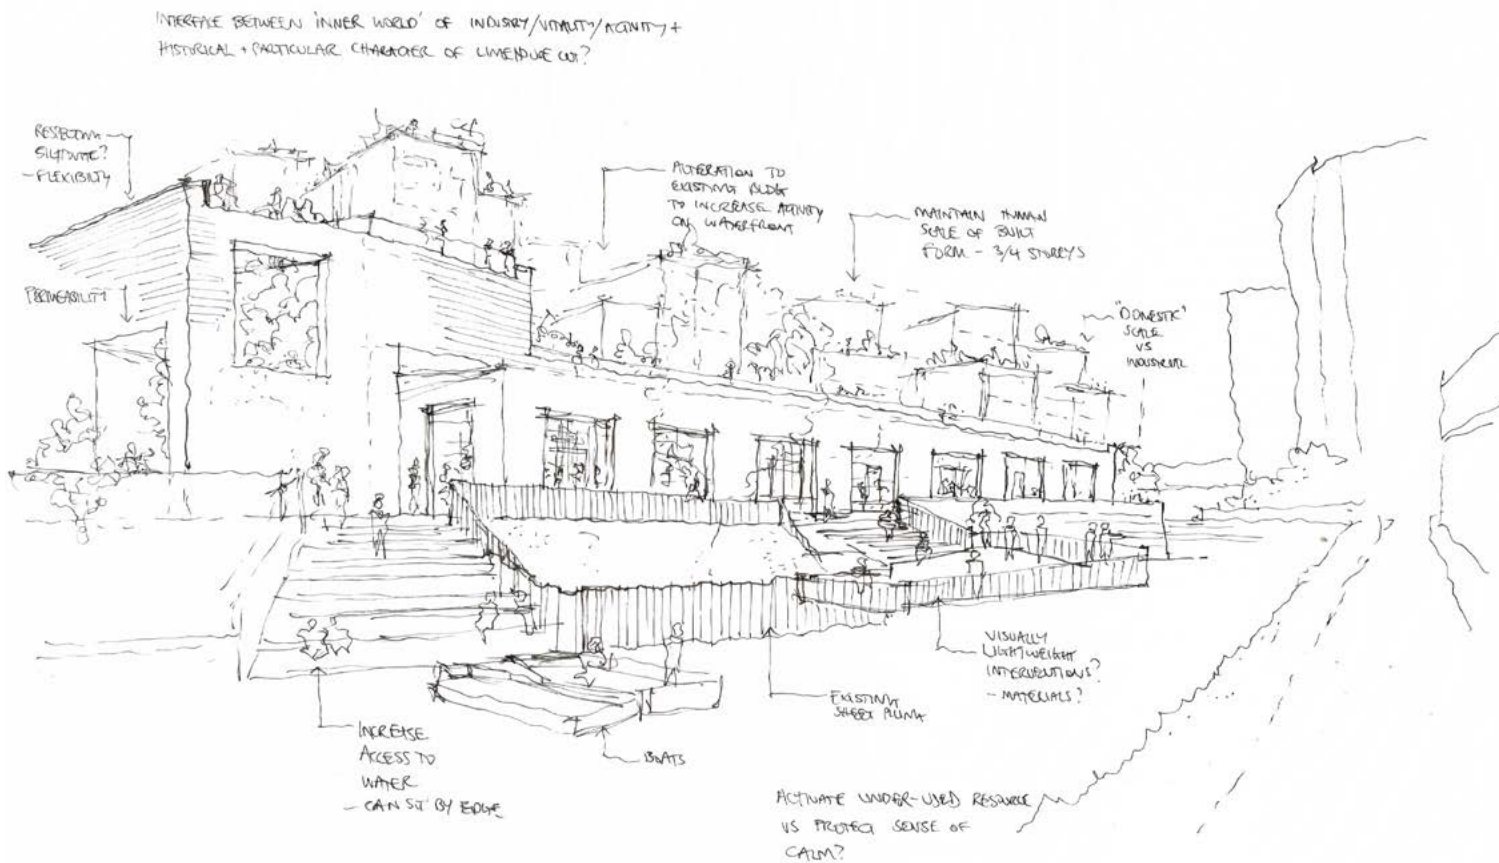 INTERFACE BETWEEN 'INNER WORLD' OF INDUSRY/VITALITY/ACTIVITY +
HISTORICAL + PARTICULAR CHARACTER OF LIMEHOUSE CUT?
RESPECTING
SILHOUETTE?
- FLEXIBILITY
PERMEABILITY
ALTERATION TO
EXISTING BLDG
TO INCREASE ACTIVITY
ON WATERFRONT
MAINTAIN HUMAN
SCALE OF BUILT
FORM - 3/4 STOREYS
"DOMESTIC"
SCALE
VS
INDUSTRIAL
VISUALLY
LIGHTWEIGHT
INTERVENTIONS?
- MATERIALS?
EXISTING
SHEET PILING
INCREASE
ACCESS TO
WATER
- CAN SIT BY EDGE
BOATS
ACTIVATE UNDER-USED RESOURCE
VS PROTECT SENSE OF
CALM?